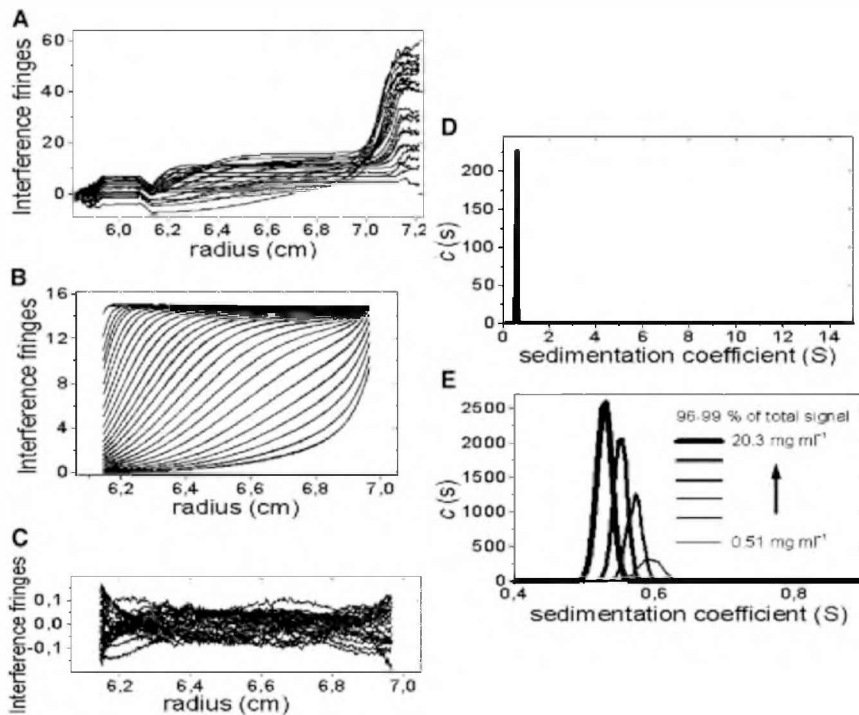 A
Interference fringes
60
40
20
0
6,0 6,2 6,4 6,6 6,8 7,0 7,2
radius (cm)
B
Interference fringes
16
12
8
4
0
6,2 6,4 6,6 6,8 7,0
radius (cm)
C
Interference fringes
0,1
0,0
-0,1
6,2 6,4 6,6 6,8 7,0
radius (cm)
D
c (s)
200
150
100
50
0
0 2 4 6 8 10 12 14
sedimentation coefficient (S)
E
c (s)
2500
2000
1500
1000
500
0
96-99 % of total signal
20.3 mg ml⁻¹
0.51 mg ml⁻¹
0,4 0,6 0,8
sedimentation coefficient (S)